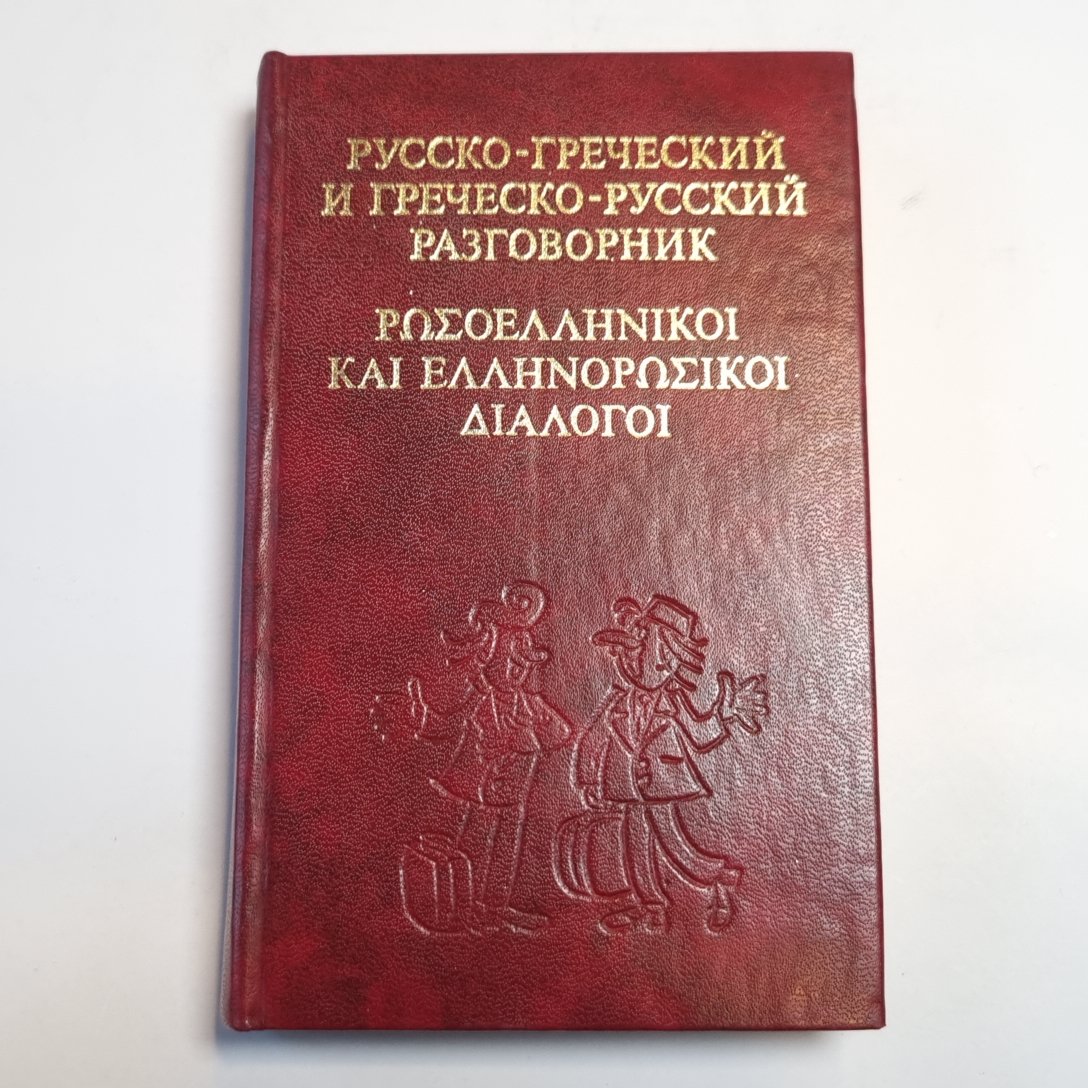 РУССКО-ГРЕЧЕСКИЙ
И ГРЕЧЕСКО-РУССКИЙ
РАЗГОВОРНИК
ΡΩΣΟΕΛΛΗΝΙΚΟΙ
ΚΑΙ ΕΛΛΗΝΟΡΩΣΙΚΟΙ
ΔΙΑΛΟΓΟΙ